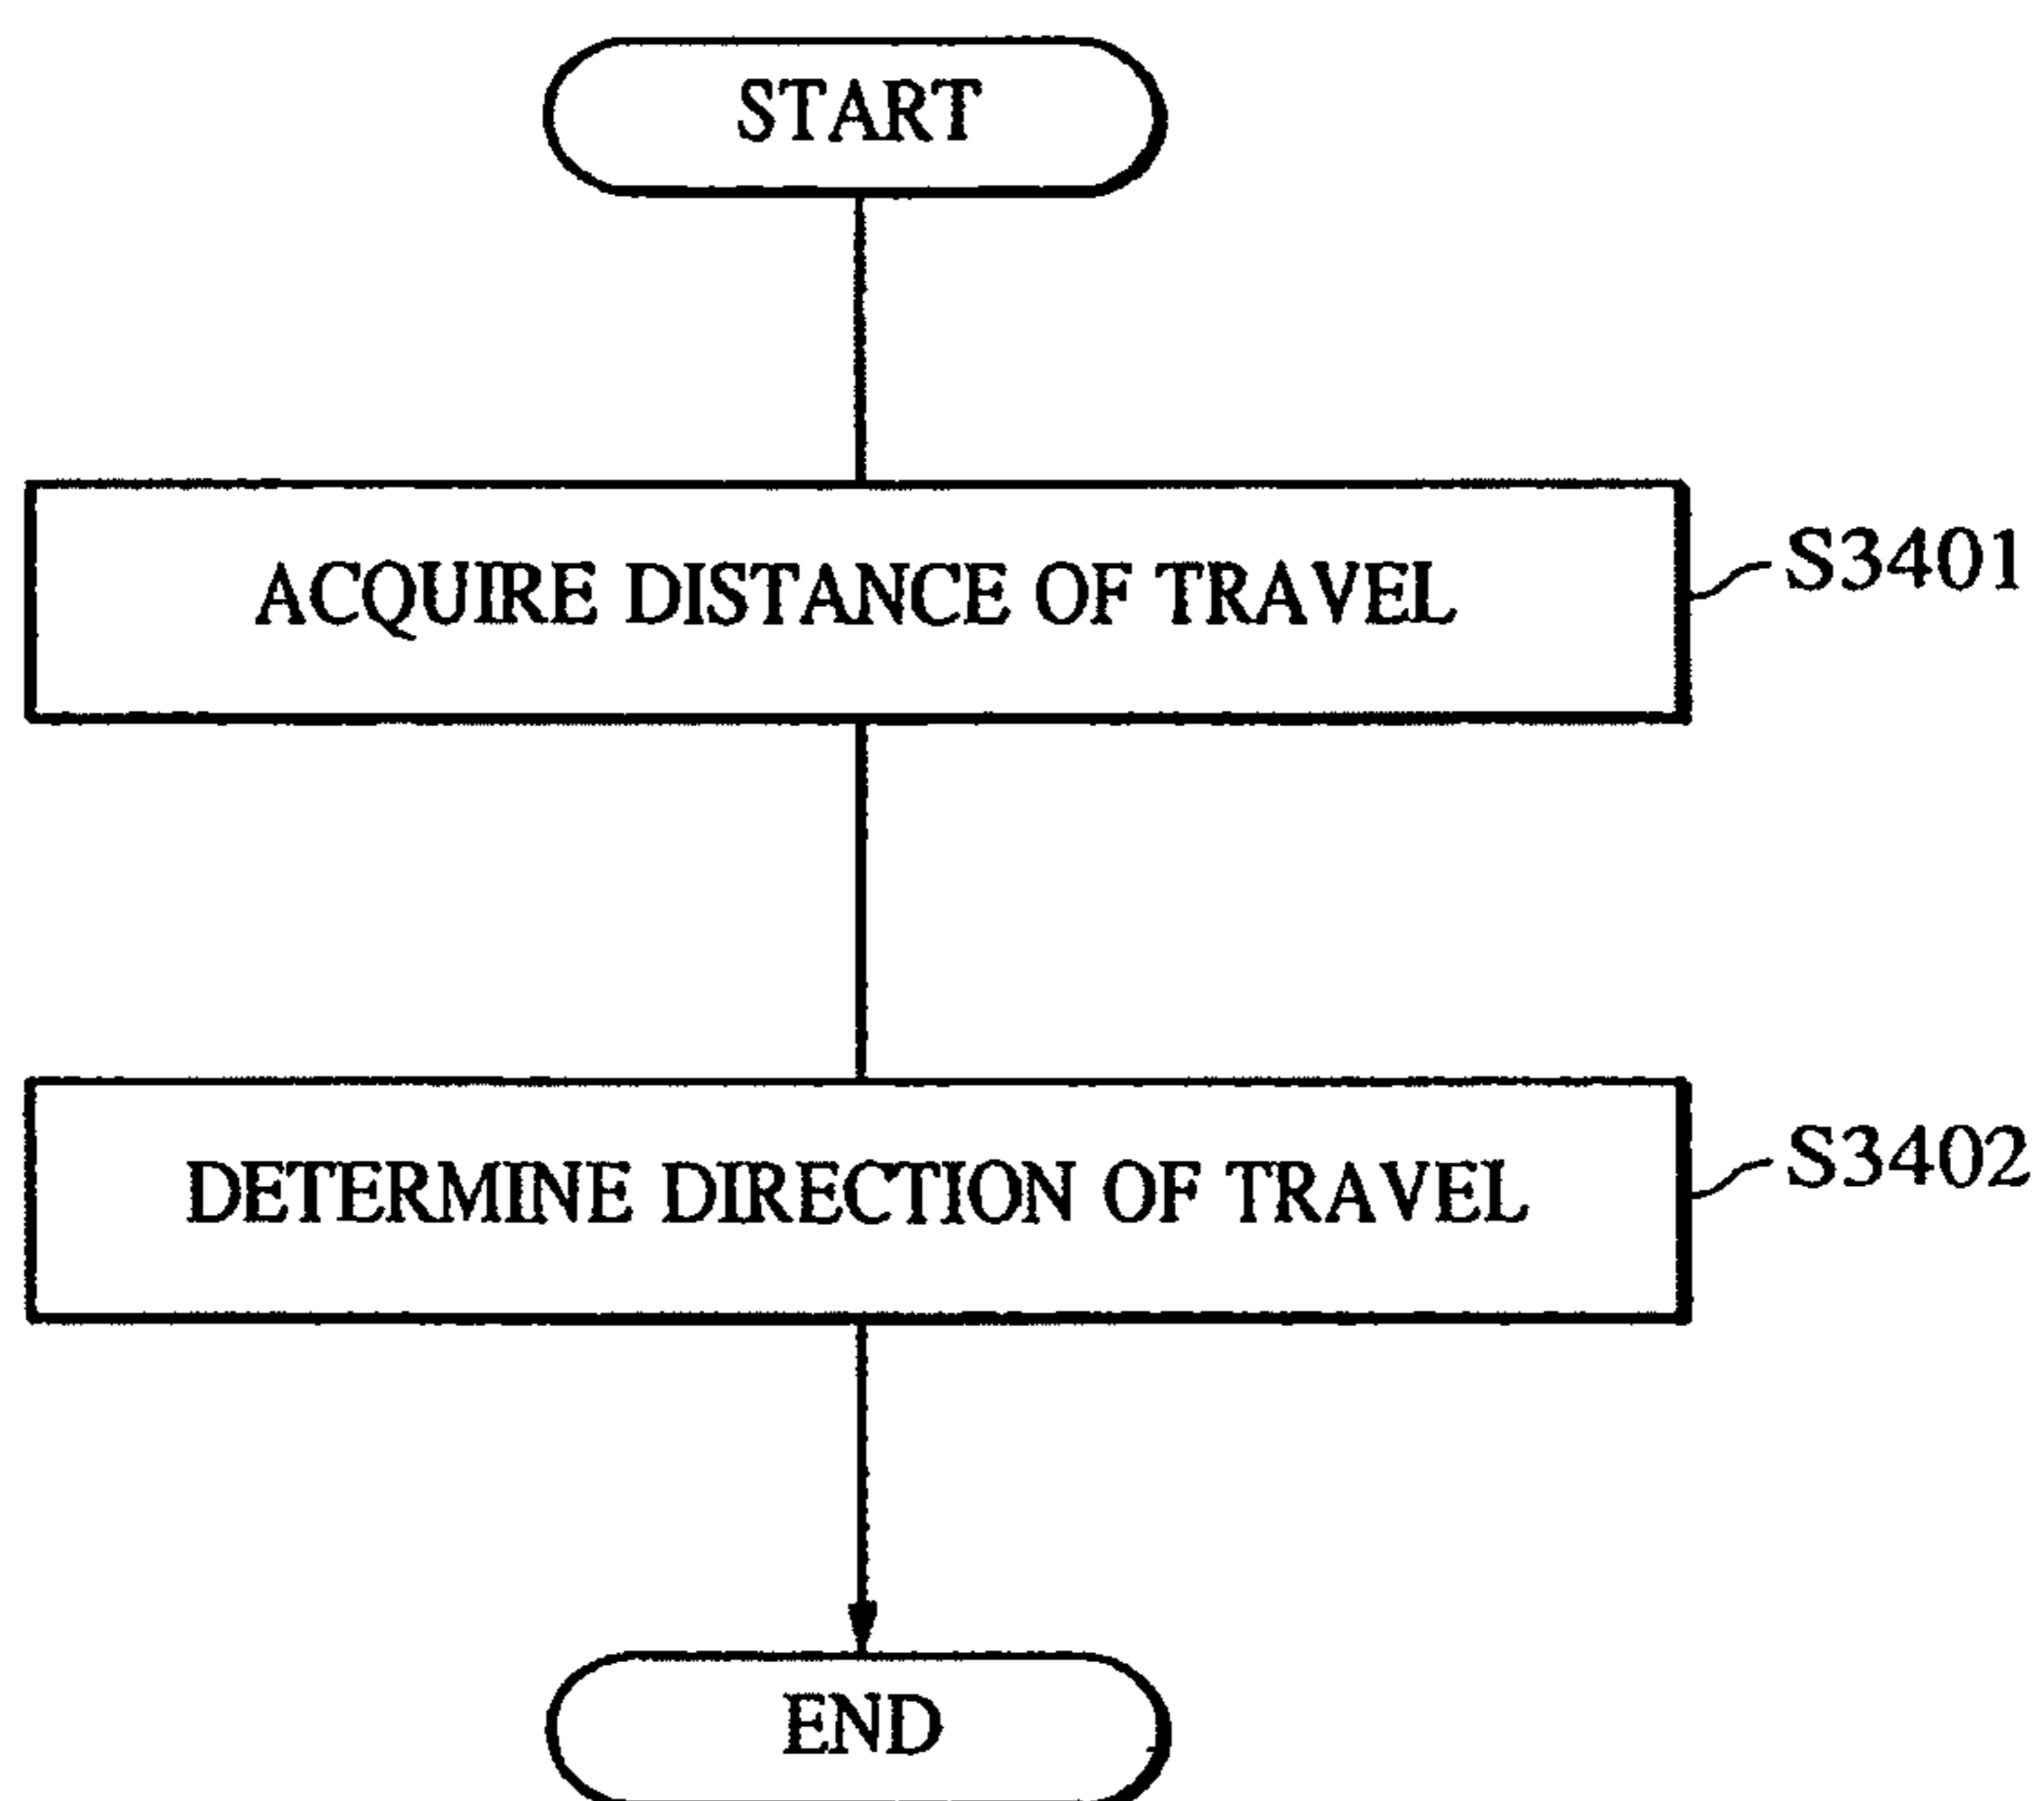 START
ACQUIRE DISTANCE OF TRAVEL
S3401
DETERMINE DIRECTION OF TRAVEL
S3402
END